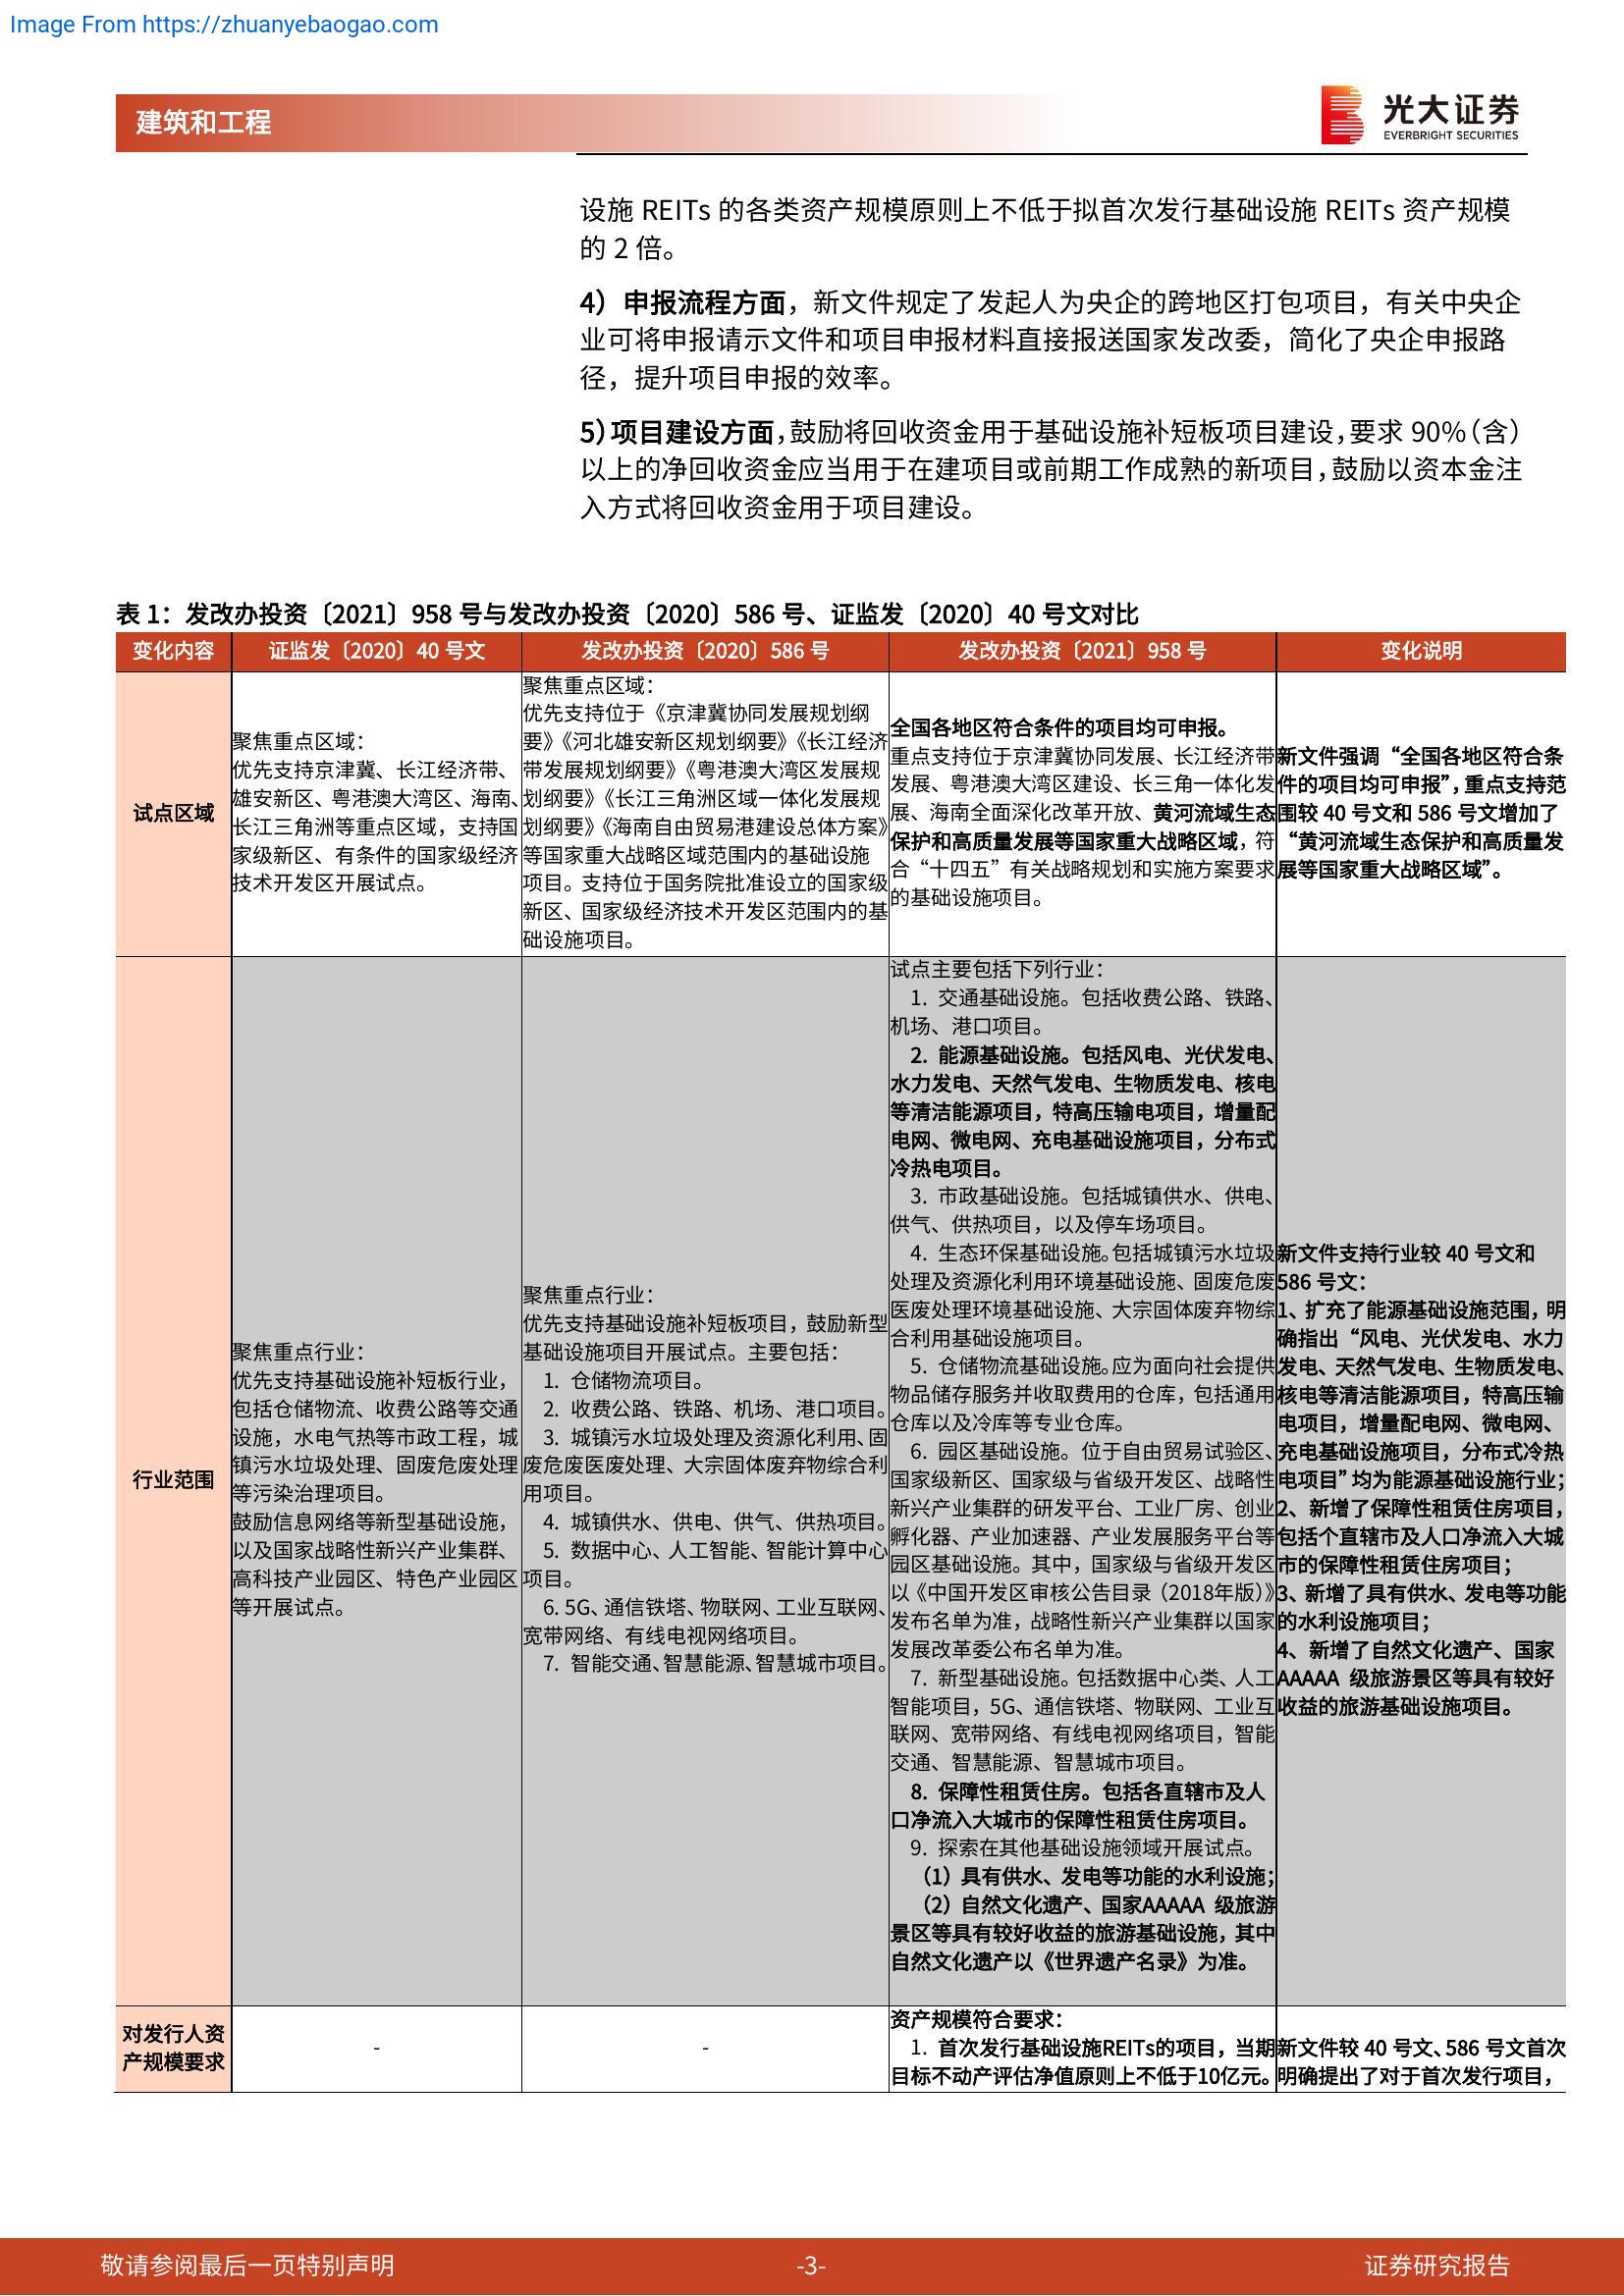 Image From https://zhuanyebaogao.com
建筑和工程
光大证券
EVERBRIGHT SECURITIES
设施 REITs 的各类资产规模原则上不低于拟首次发行基础设施 REITs 资产规模
的 2 倍。
4）申报流程方面，新文件规定了发起人为央企的跨地区打包项目，有关中央企
业可将申报请示文件和项目申报材料直接报送国家发改委，简化了央企申报路
径，提升项目申报的效率。
5）项目建设方面，鼓励将回收资金用于基础设施补短板项目建设，要求 90%（含）
以上的净回收资金应当用于在建项目或前期工作成熟的新项目，鼓励以资本金注
入方式将回收资金用于项目建设。
表 1：发改办投资〔2021〕958 号与发改办投资〔2020〕586 号、证监发〔2020〕40 号文对比
变化内容
证监发〔2020〕40 号文
发改办投资〔2020〕586 号
发改办投资〔2021〕958 号
变化说明
试点区域
聚焦重点区域：
优先支持京津冀、长江经济带、
雄安新区、粤港澳大湾区、海南、
长江三角洲等重点区域，支持国
家级新区、有条件的国家级经济
技术开发区开展试点。
聚焦重点区域：
优先支持位于《京津冀协同发展规划纲
要》《河北雄安新区规划纲要》《长江经济
带发展规划纲要》《粤港澳大湾区发展规
划纲要》《长江三角洲区域一体化发展规
划纲要》《海南自由贸易港建设总体方案》
等国家重大战略区域范围内的基础设施
项目。支持位于国务院批准设立的国家级
新区、国家级经济技术开发区范围内的基
础设施项目。
全国各地区符合条件的项目均可申报。
重点支持位于京津冀协同发展、长江经济带
发展、粤港澳大湾区建设、长三角一体化发
展、海南全面深化改革开放、黄河流域生态
保护和高质量发展等国家重大战略区域，符
合“十四五”有关战略规划和实施方案要求
的基础设施项目。
新文件强调“全国各地区符合条
件的项目均可申报”，重点支持范
围较 40 号文和 586 号文增加了
“黄河流域生态保护和高质量发
展等国家重大战略区域”。
行业范围
聚焦重点行业：
优先支持基础设施补短板行业，
包括仓储物流、收费公路等交通
设施，水电气热等市政工程，城
镇污水垃圾处理、固废危废处理
等污染治理项目。
鼓励信息网络等新型基础设施，
以及国家战略性新兴产业集群、
高科技产业园区、特色产业园区
等开展试点。
聚焦重点行业：
优先支持基础设施补短板项目，鼓励新型
基础设施项目开展试点。主要包括：
1. 仓储物流项目。
2. 收费公路、铁路、机场、港口项目。
3. 城镇污水垃圾处理及资源化利用、固
废危废医废处理、大宗固体废弃物综合利
用项目。
4. 城镇供水、供电、供气、供热项目。
5. 数据中心、人工智能、智能计算中心
项目。
6. 5G、通信铁塔、物联网、工业互联网、
宽带网络、有线电视网络项目。
7. 智能交通、智慧能源、智慧城市项目。
试点主要包括下列行业：
1. 交通基础设施。包括收费公路、铁路、
机场、港口项目。
2. 能源基础设施。包括风电、光伏发电、
水力发电、天然气发电、生物质发电、核电
等清洁能源项目，特高压输电项目，增量配
电网、微电网、充电基础设施项目，分布式
冷热电项目。
3. 市政基础设施。包括城镇供水、供电、
供气、供热项目，以及停车场项目。
4. 生态环保基础设施。包括城镇污水垃圾
处理及资源化利用环境基础设施、固废危废
医废处理环境基础设施、大宗固体废弃物综
合利用基础设施项目。
5. 仓储物流基础设施。应为面向社会提供
物品储存服务并收取费用的仓库，包括通用
仓库以及冷库等专业仓库。
6. 园区基础设施。位于自由贸易试验区、
国家级新区、国家级与省级开发区、战略性
新兴产业集群的研发平台、工业厂房、创业
孵化器、产业加速器、产业发展服务平台等
园区基础设施。其中，国家级与省级开发区
以《中国开发区审核公告目录（2018年版）》
发布名单为准，战略性新兴产业集群以国家
发展改革委公布名单为准。
7. 新型基础设施。包括数据中心类、人工
智能项目，5G、通信铁塔、物联网、工业互
联网、宽带网络、有线电视网络项目，智能
交通、智慧能源、智慧城市项目。
8. 保障性租赁住房。包括各直辖市及人
口净流入大城市的保障性租赁住房项目。
9. 探索在其他基础设施领域开展试点。
（1）具有供水、发电等功能的水利设施；
（2）自然文化遗产、国家AAAAA 级旅游
景区等具有较好收益的旅游基础设施，其中
自然文化遗产以《世界遗产名录》为准。
新文件支持行业较 40 号文和
586 号文：
1、扩充了能源基础设施范围，明
确指出“风电、光伏发电、水力
发电、天然气发电、生物质发电、
核电等清洁能源项目，特高压输
电项目，增量配电网、微电网、
充电基础设施项目，分布式冷热
电项目”均为能源基础设施行业；
2、新增了保障性租赁住房项目，
包括个直辖市及人口净流入大城
市的保障性租赁住房项目；
3、新增了具有供水、发电等功能
的水利设施项目；
4、新增了自然文化遗产、国家
AAAAA 级旅游景区等具有较好
收益的旅游基础设施项目。
对发行人资
产规模要求
-
-
资产规模符合要求：
1. 首次发行基础设施REITs的项目，当期
目标不动产评估净值原则上不低于10亿元。
新文件较 40 号文、586 号文首次
明确提出了对于首次发行项目，
敬请参阅最后一页特别声明
-3-
证券研究报告